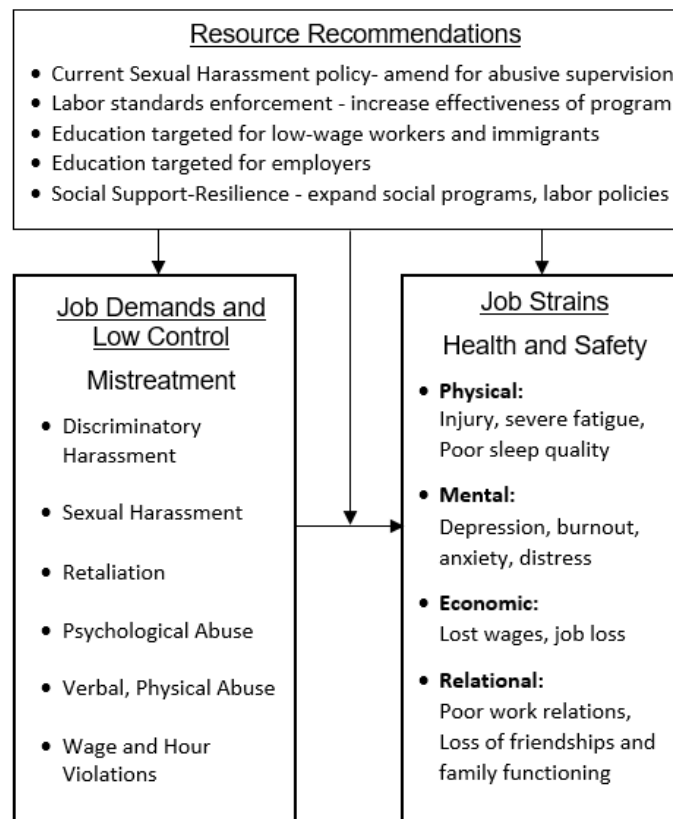 Resource Recommendations
• Current Sexual Harassment policy- amend for abusive supervision
• Labor standards enforcement - increase effectiveness of program
• Education targeted for low-wage workers and immigrants
• Education targeted for employers
• Social Support-Resilience - expand social programs, labor policies
Job Demands and
Low Control
Mistreatment
• Discriminatory
Harassment
• Sexual Harassment
• Retaliation
• Psychological Abuse
• Verbal, Physical Abuse
• Wage and Hour
Violations
Job Strains
Health and Safety
• Physical:
Injury, severe fatigue,
Poor sleep quality
• Mental:
Depression, burnout,
anxiety, distress
• Economic:
Lost wages, job loss
• Relational:
Poor work relations,
Loss of friendships and
family functioning